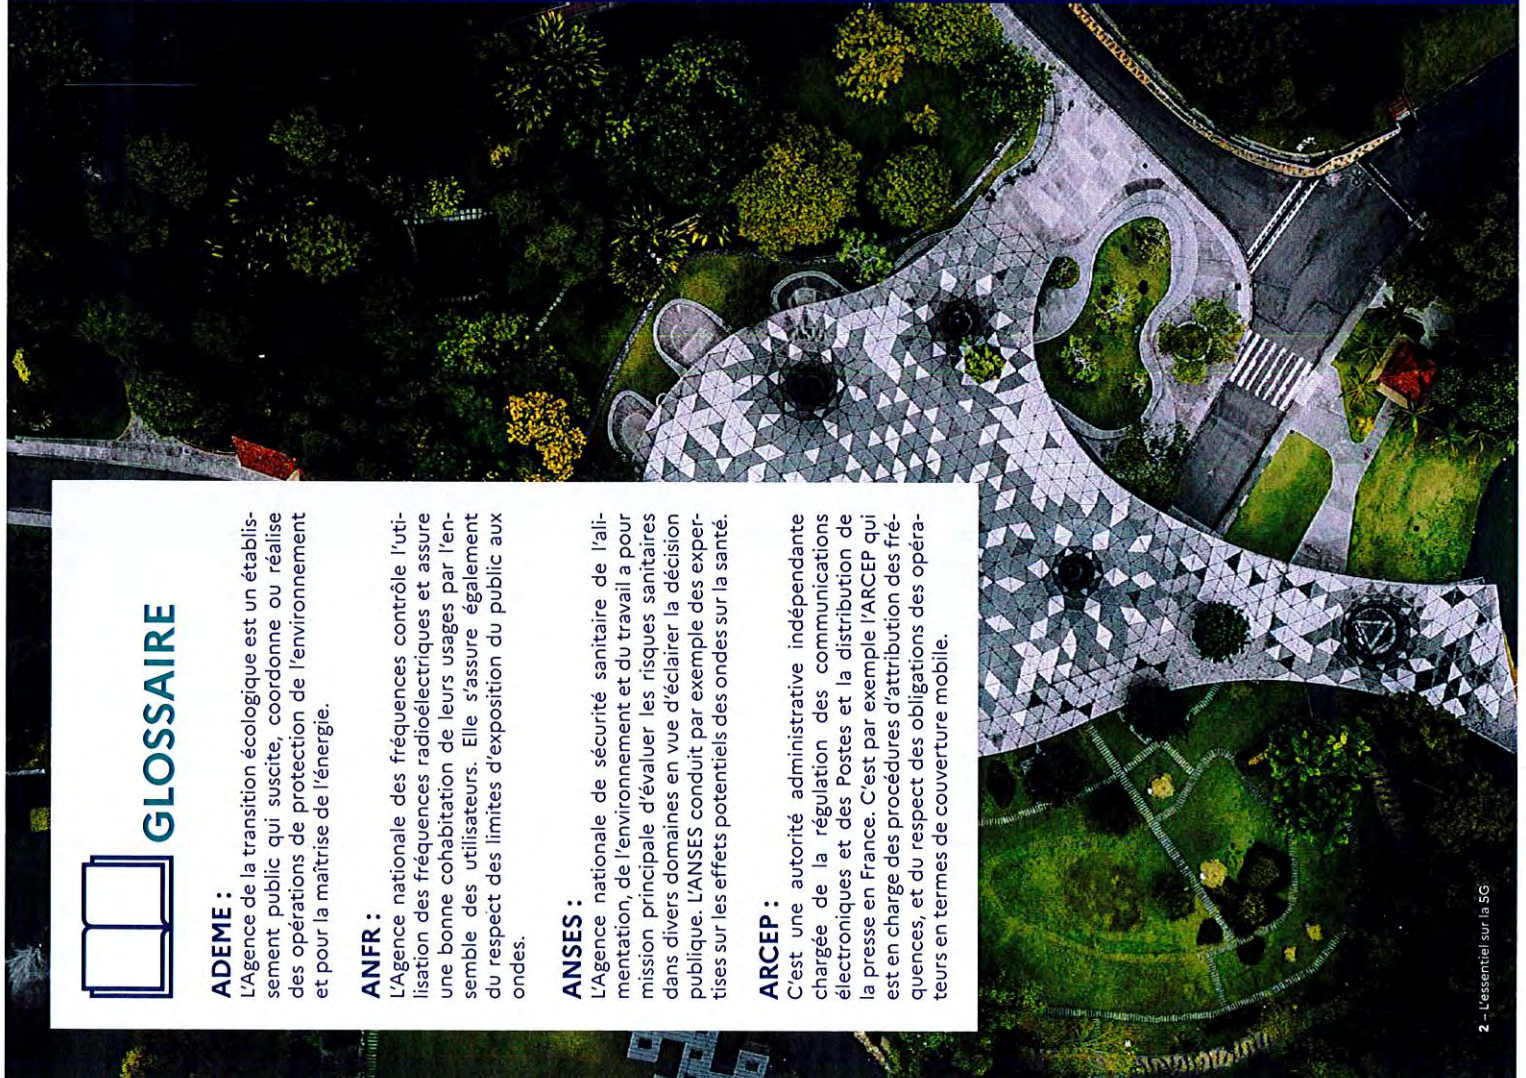 GLOSSAIRE
ADEME :
L'Agence de la transition écologique est un établis-
sement public qui suscite, coordonne ou réalise
des opérations de protection de l'environnement
et pour la maîtrise de l'énergie.
ANFR :
L'Agence nationale des fréquences contrôle l'uti-
lisation des fréquences radioélectriques et assure
une bonne cohabitation de leurs usages par l'en-
semble des utilisateurs. Elle s'assure également
du respect des limites d'exposition du public aux
ondes.
ANSES :
L'Agence nationale de sécurité sanitaire de l'ali-
mentation, de l'environnement et du travail a pour
mission principale d'évaluer les risques sanitaires
dans divers domaines en vue d'éclairer la décision
publique. L'ANSES conduit par exemple des exper-
tises sur les effets potentiels des ondes sur la santé.
ARCEP :
C'est une autorité administrative indépendante
chargée de la régulation des communications
électroniques et des Postes et la distribution de
la presse en France. C'est par exemple l'ARCEP qui
est en charge des procédures d'attribution des fré-
quences, et du respect des obligations des opéra-
teurs en termes de couverture mobile.
2 – L'essentiel sur la 5G